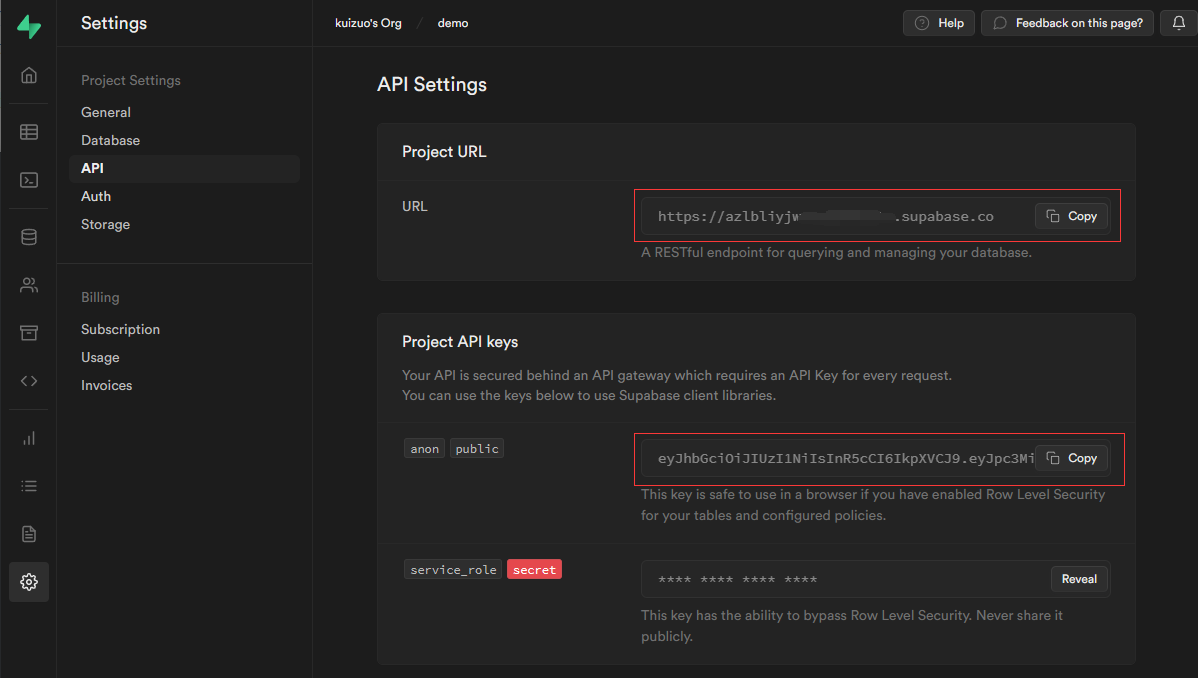 Settings
kuizuo's Org / demo
Help
Feedback on this page?
Project Settings
General
Database
API
Auth
Storage
Billing
Subscription
Usage
Invoices
API Settings
Project URL
URL
https://azlbliyjw .supabase.co
Copy
A RESTful endpoint for querying and managing your database.
Project API keys
Your API is secured behind an API gateway which requires an API Key for every request.
You can use the keys below to use Supabase client libraries.
anon public
eyJhbGciOiJIUzI1NiIsInR5cCI6IkpXVCJ9.eyJpc3Mi
Copy
This key is safe to use in a browser if you have enabled Row Level Security
for your tables and configured policies.
service_role secret
**** **** **** ****
Reveal
This key has the ability to bypass Row Level Security. Never share it
publicly.